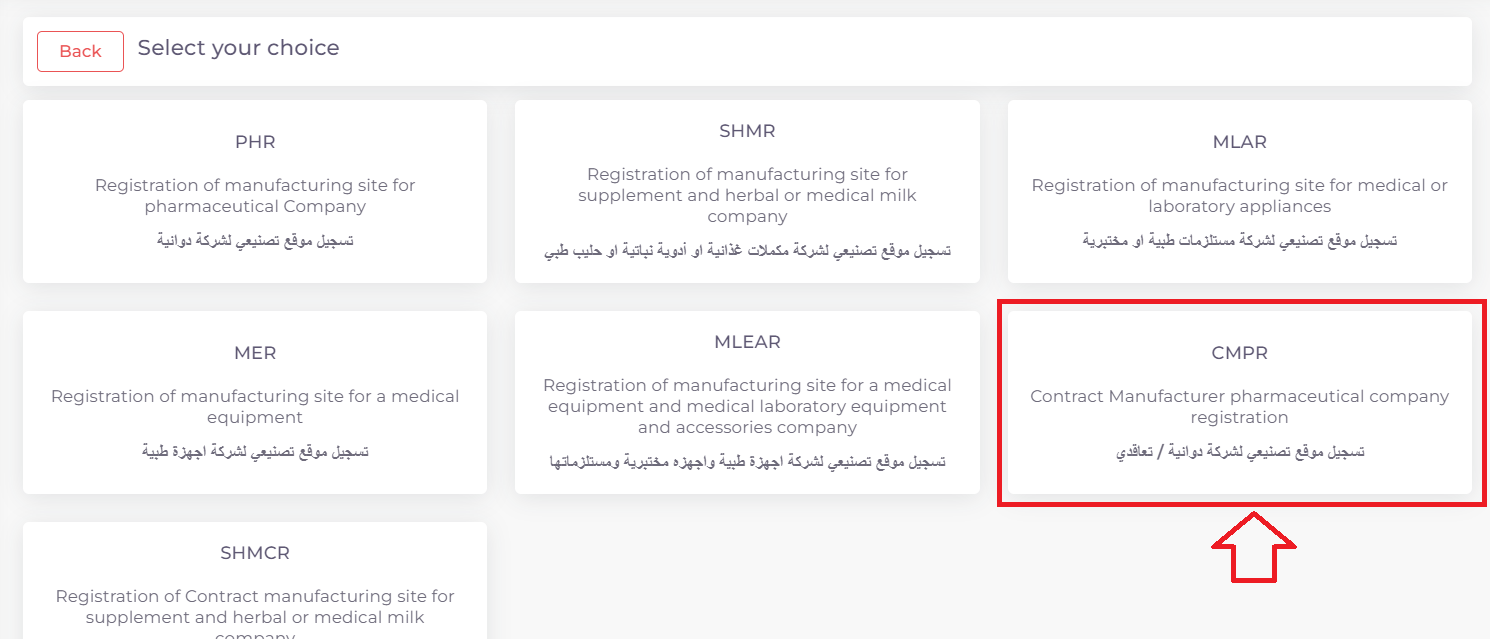 Back
Select your choice
PHR
Registration of manufacturing site for
pharmaceutical Company
تسجيل موقع تصنيعي لشركة دوائية
SHMR
Registration of manufacturing site for
supplement and herbal or medical milk
company
تسجيل موقع تصنيعي لشركة مكملات غذائية او أدوية نباتية او حليب طبي
MLAR
Registration of manufacturing site for medical or
laboratory appliances
تسجيل موقع تصنيعي لشركة مستلزمات طبية او مختبرية
MER
Registration of manufacturing site for a medical
equipment
تسجيل موقع تصنيعي لشركة اجهزة طبية
MLEAR
Registration of manufacturing site for a medical
equipment and medical laboratory equipment
and accessories company
تسجيل موقع تصنيعي لشركة اجهزة طبية واجهزه مختبرية ومستلزماتها
CMPR
Contract Manufacturer pharmaceutical company
registration
تسجيل موقع تصنيعي لشركة دوائية / تعاقدي
SHMCR
Registration of Contract manufacturing site for
supplement and herbal or medical milk
company